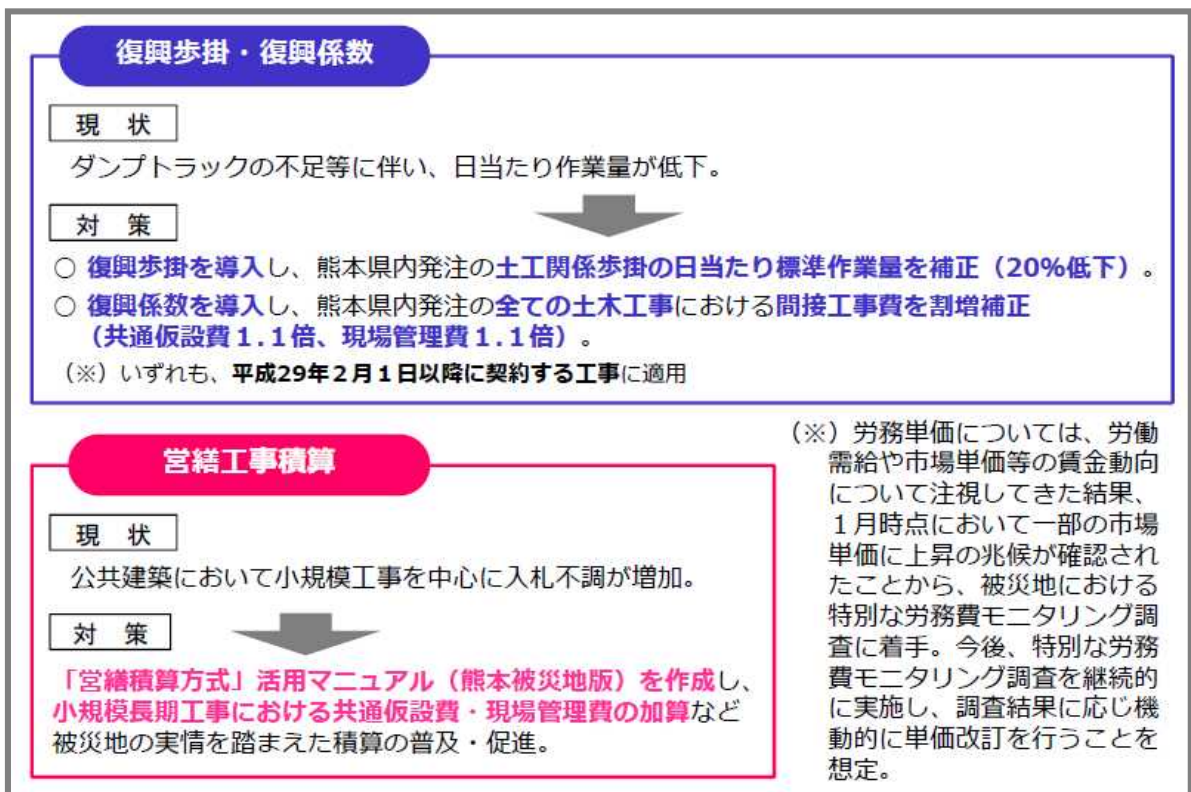 復興歩掛・復興係数
現 状
ダンプトラックの不足等に伴い、日当たり作業量が低下。
対 策
○ 復興歩掛を導入し、熊本県内発注の土工関係歩掛の日当たり標準作業量を補正（20%低下）。
○ 復興係数を導入し、熊本県内発注の全ての土木工事における間接工事費を割増補正
（共通仮設費１.１倍、現場管理費１.１倍）。
（※）いずれも、平成29年２月１日以降に契約する工事に適用
営繕工事積算
現 状
公共建築において小規模工事を中心に入札不調が増加。
対 策
「営繕積算方式」活用マニュアル（熊本被災地版）を作成し、
小規模長期工事における共通仮設費・現場管理費の加算など
被災地の実情を踏まえた積算の普及・促進。
（※）労務単価については、労働
需給や市場単価等の賃金動向
について注視してきた結果、
１月時点において一部の市場
単価に上昇の兆候が確認され
たことから、被災地における
特別な労務費モニタリング調
査に着手。今後、特別な労務
費モニタリング調査を継続的
に実施し、調査結果に応じ機
動的に単価改訂を行うことを
想定。